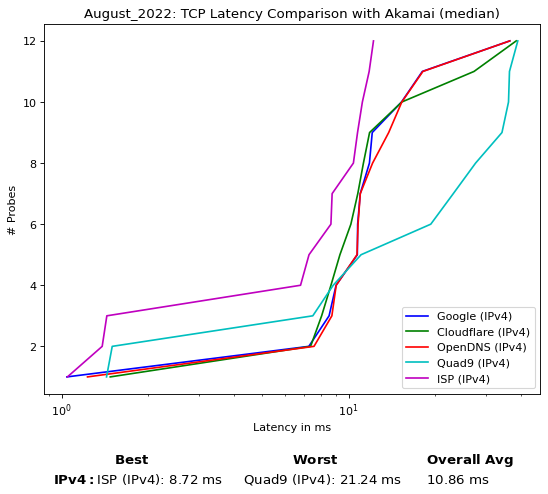 August_2022: TCP Latency Comparison with Akamai (median)
12
10
8
6
4
2
# Probes
Google (IPv4)
Cloudflare (IPv4)
OpenDNS (IPv4)
Quad9 (IPv4)
ISP (IPv4)
10⁰ 10¹
Latency in ms
Best Worst Overall Avg
IPv4: ISP (IPv4): 8.72 ms Quad9 (IPv4): 21.24 ms 10.86 ms